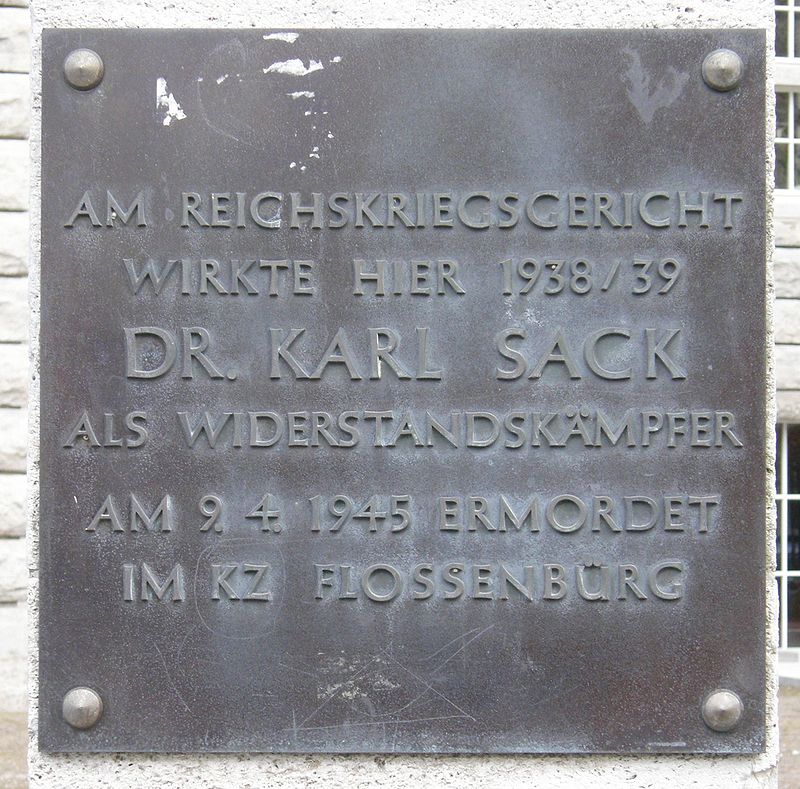 AM REICHSKRIEGSGERICHT
WIRKTE HIER 1938/39
DR. KARL SACK
ALS WIDERSTANDSKÄMPFER
AM 9. 4. 1945 ERMORDET
IM KZ FLOSSENBÜRG